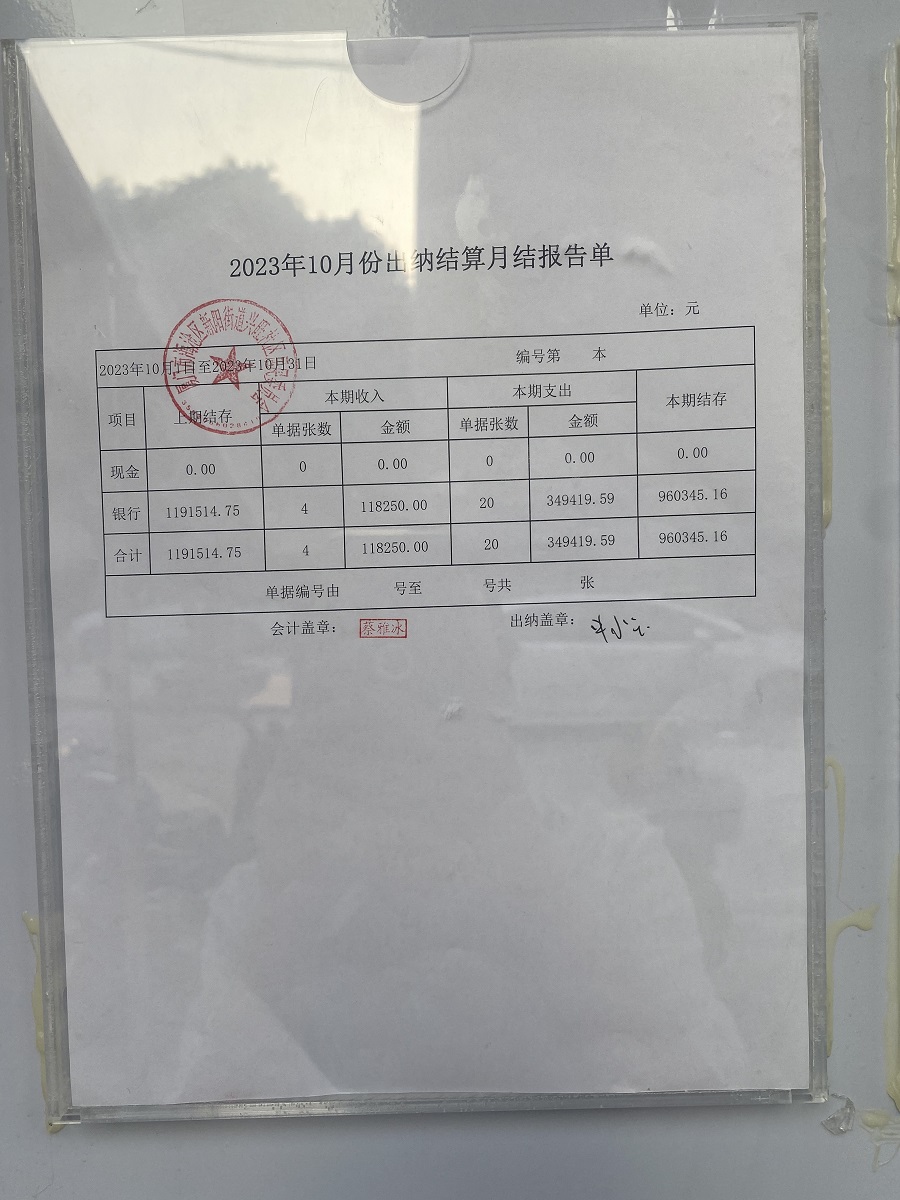 2023年10月份出纳结算月结报告单
单位：元
2023年10月1日至2023年10月31日 编号第 本
项目 上期结存 本期收入 本期支出 本期结存
单据张数 金额 单据张数 金额
现金 0.00 0 0.00 0 0.00 0.00
银行 1191514.75 4 118250.00 20 349419.59 960345.16
合计 1191514.75 4 118250.00 20 349419.59 960345.16
单据编号由 号至 号共 张
会计盖章： 蔡雅冰 出纳盖章：